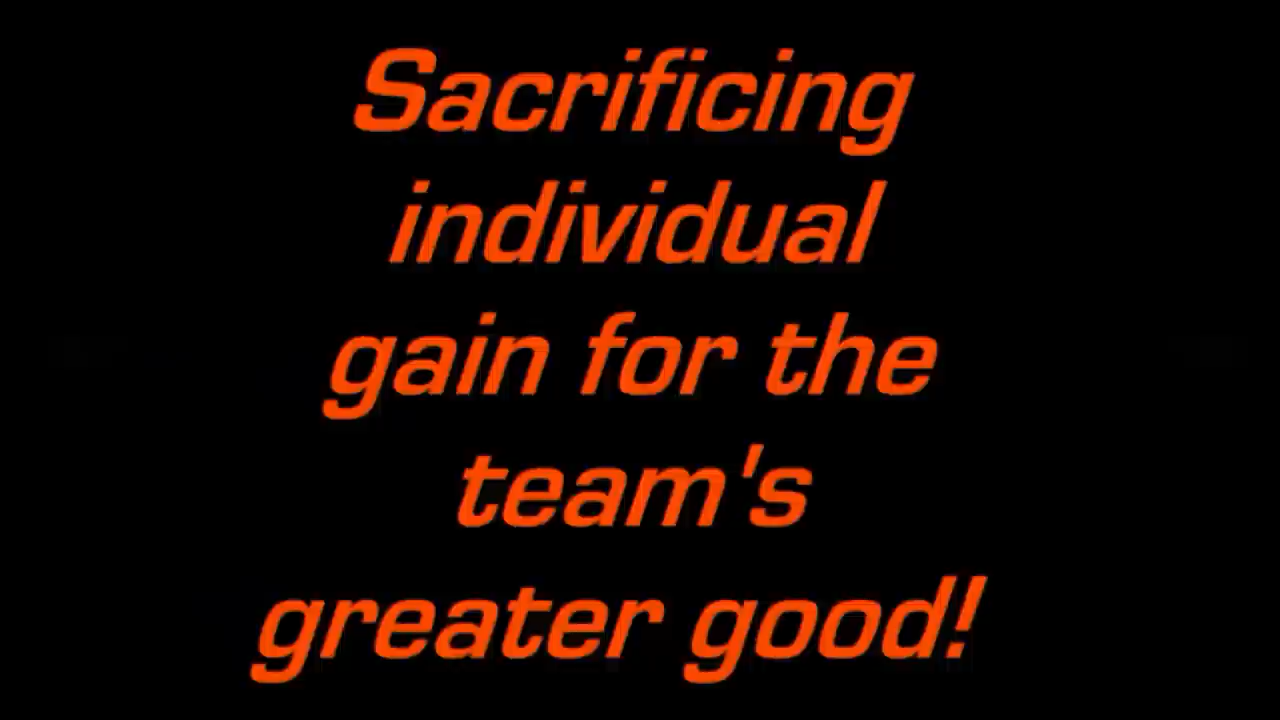 Sacrificing
individual
gain for the
team's
greater good!